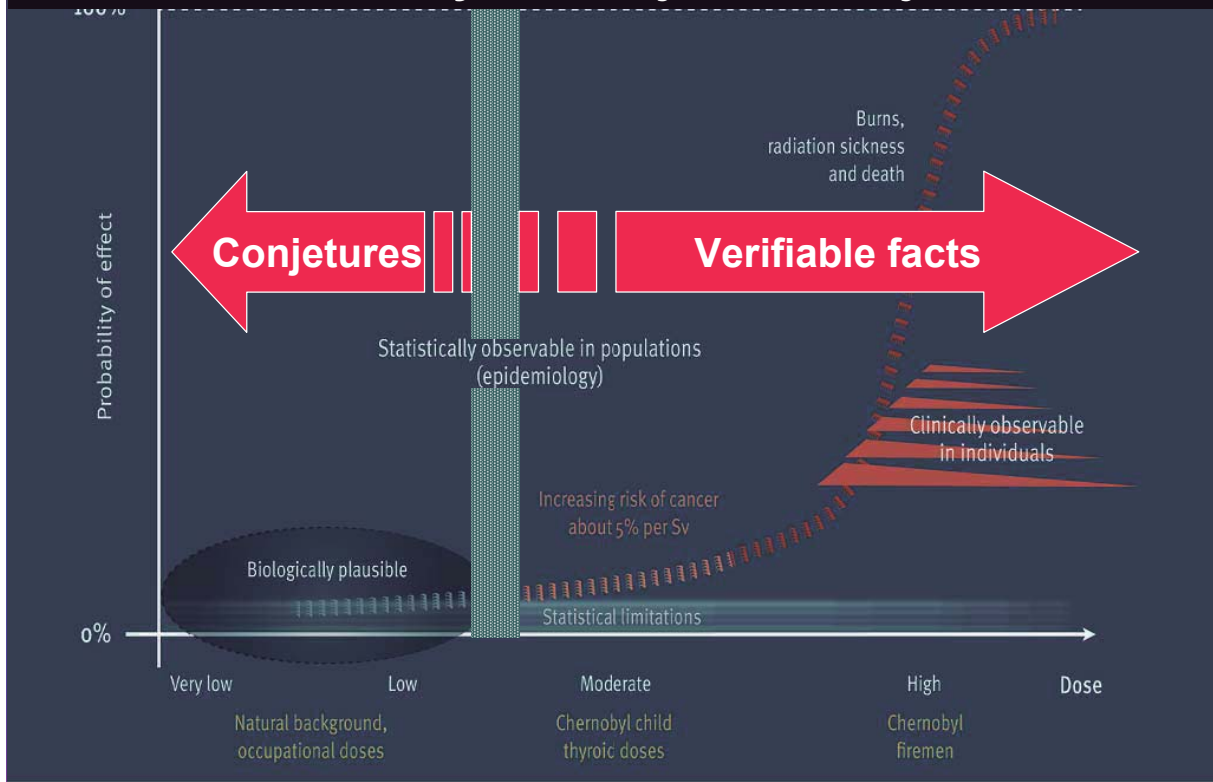 100%
Burns,
radiation sickness
and death
Probability of effect
Conjetures
Verifiable facts
Statistically observable in populations
(epidemiology)
Clinically observable
in individuals
Increasing risk of cancer
about 5% per Sv
Biologically plausible
Statistical limitations
0%
Very low
Low
Moderate
High
Dose
Natural background,
occupational doses
Chernobyl child
thyroic doses
Chernobyl
firemen